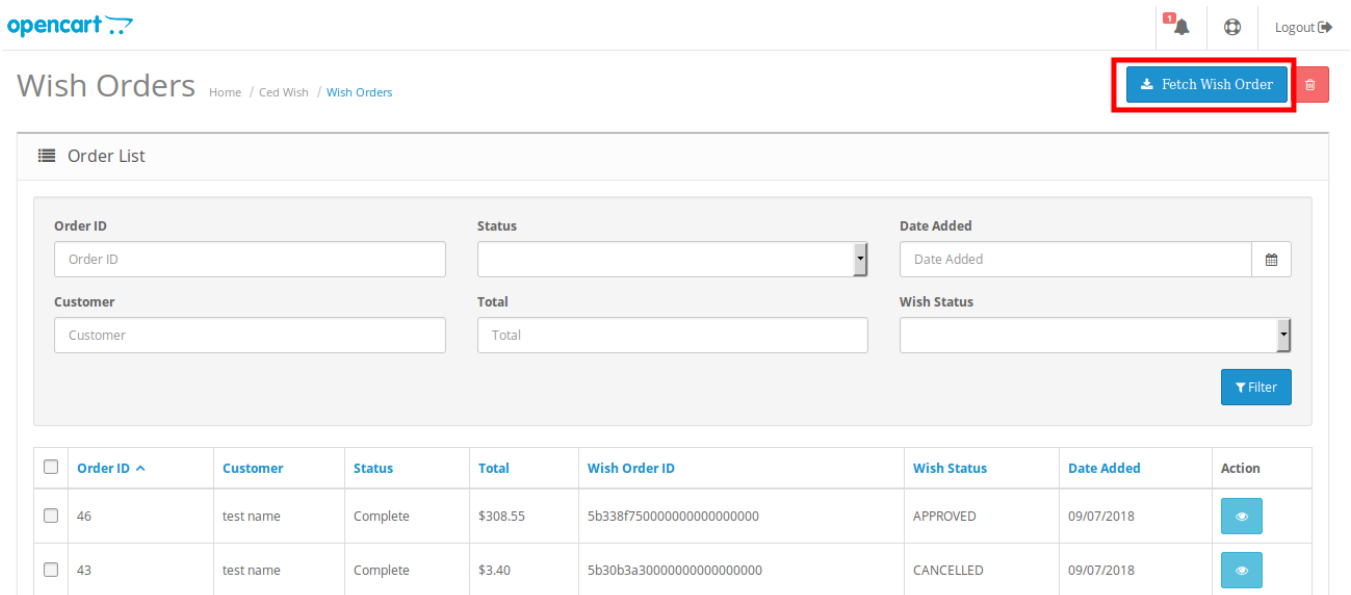 opencart
1
Logout
Wish Orders Home / Ced Wish / Wish Orders
Fetch Wish Order
Order List
Order ID Status Date Added
Order ID Date Added
Customer Total Wish Status
Customer Total
Filter
Order ID Customer Status Total Wish Order ID Wish Status Date Added Action
46 test name Complete $308.55 5b338f750000000000000000 APPROVED 09/07/2018
43 test name Complete $3.40 5b30b3a30000000000000000 CANCELLED 09/07/2018